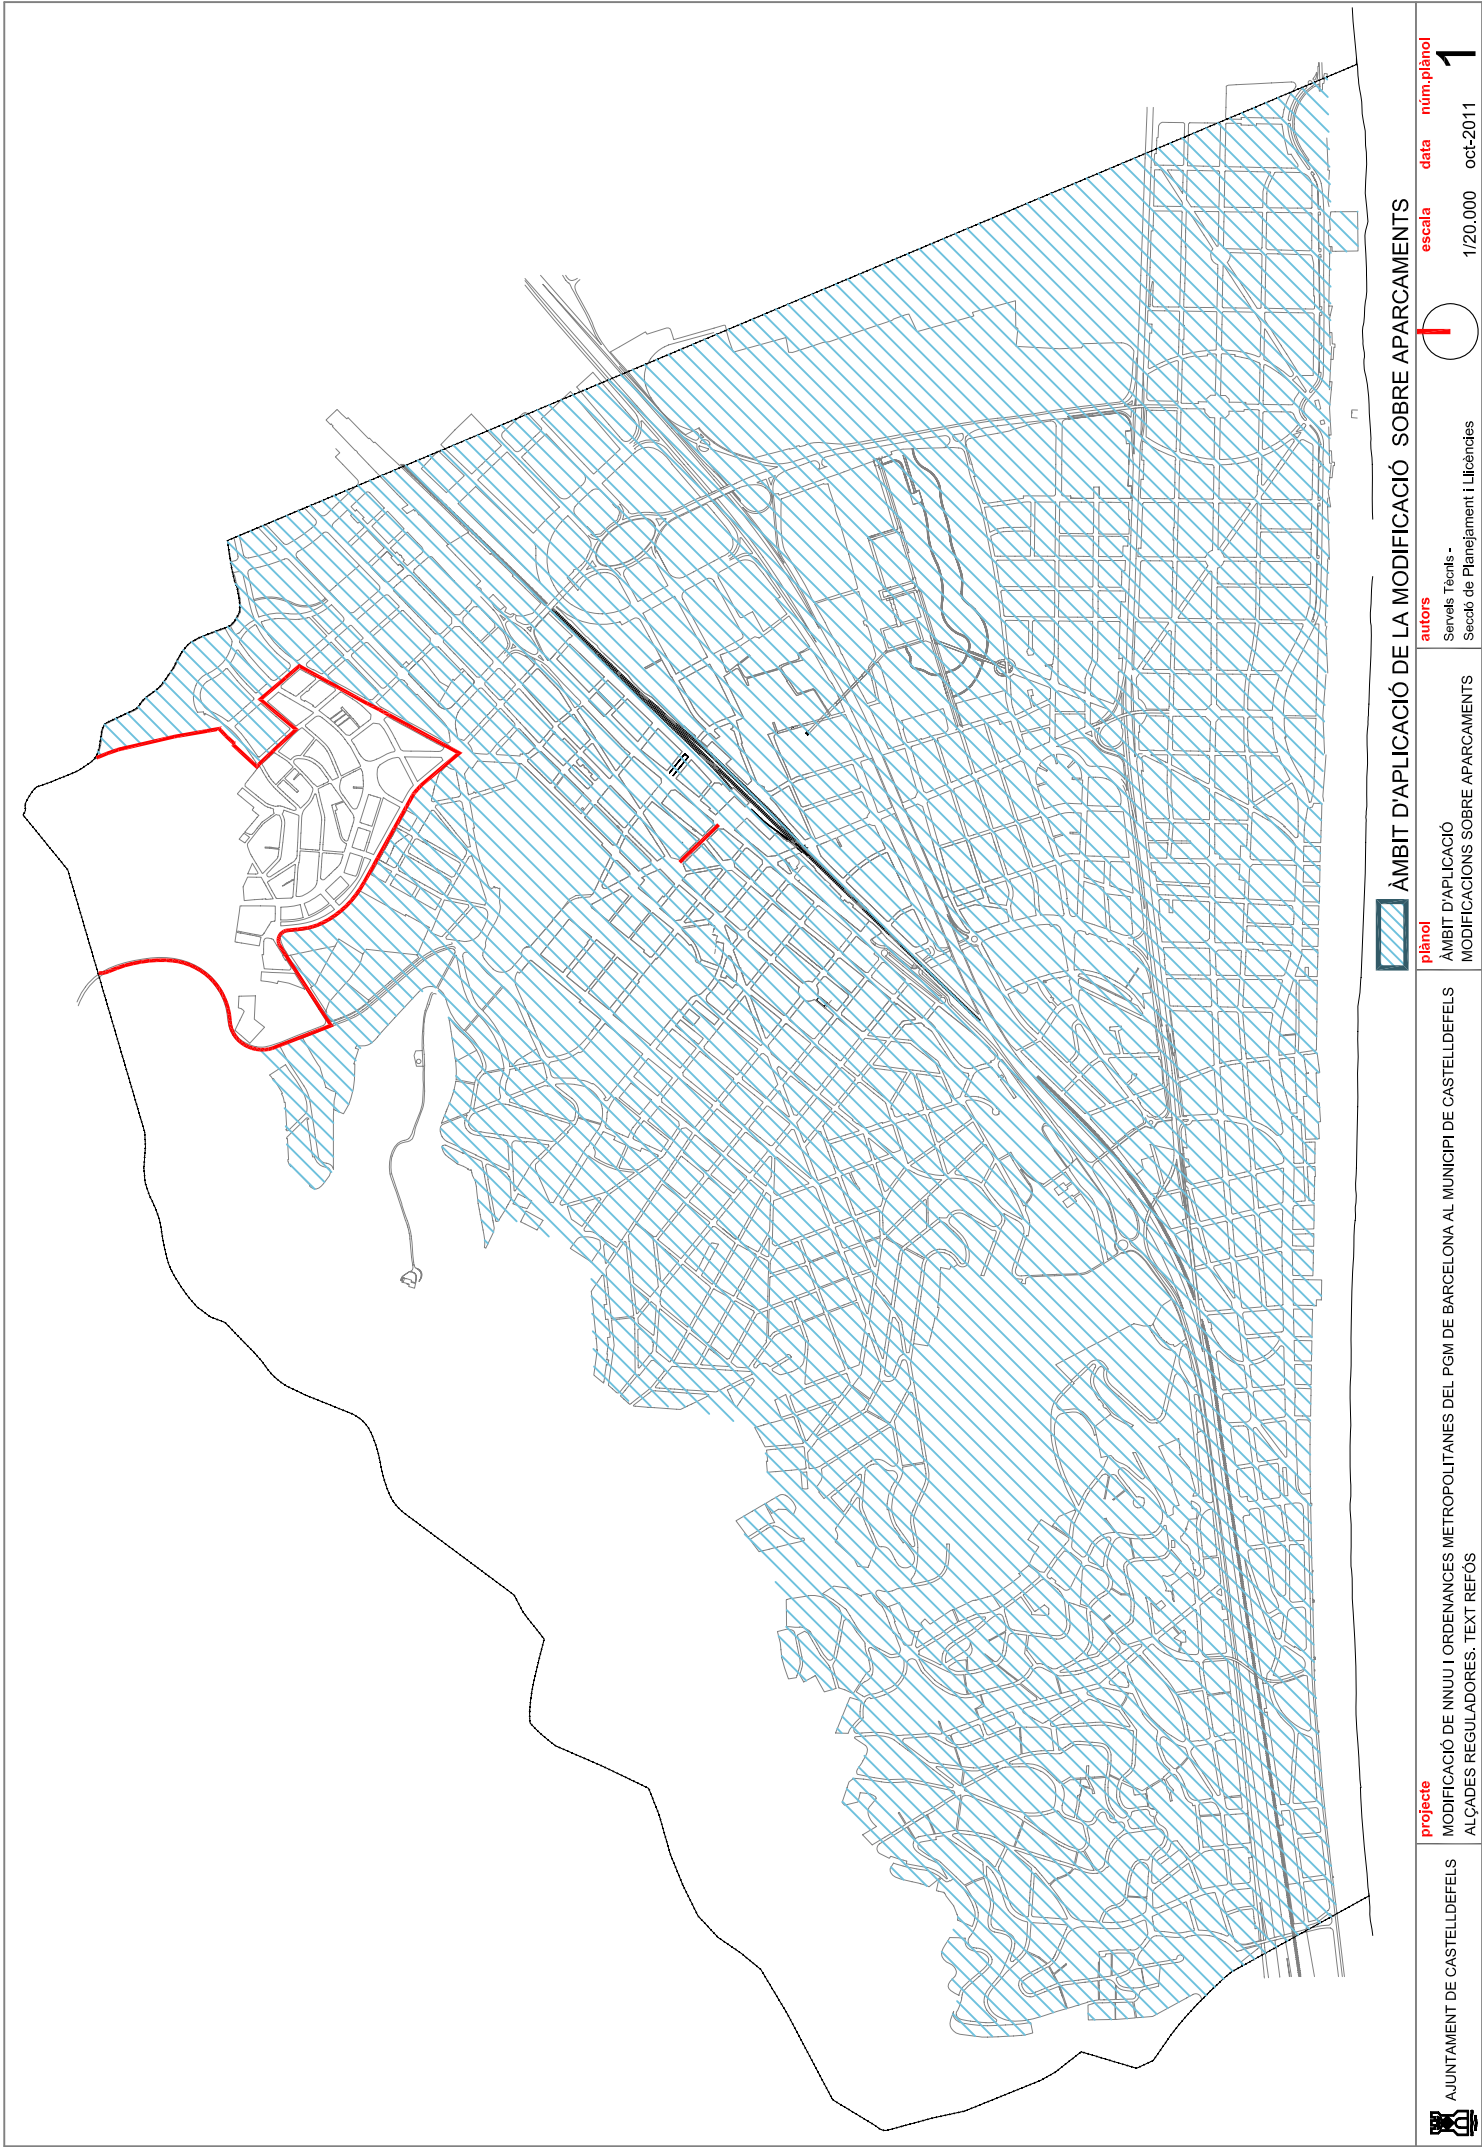 ÀMBIT D'APLICACIÓ DE LA MODIFICACIÓ SOBRE APARCAMENTS
AJUNTAMENT DE CASTELLDEFELS
projecte
MODIFICACIÓ DE NNUU I ORDENANCES METROPOLITANES DEL PGM DE BARCELONA AL MUNICIPI DE CASTELLDEFELS
ALÇADES REGULADORES. TEXT REFÓS
plànol
ÀMBIT D'APLICACIÓ
MODIFICACIONS SOBRE APARCAMENTS
autors
Serveis Tècnis -
Secció de Planejament i Llicències
escala
1/20.000
data
oct-2011
núm.plànol
1